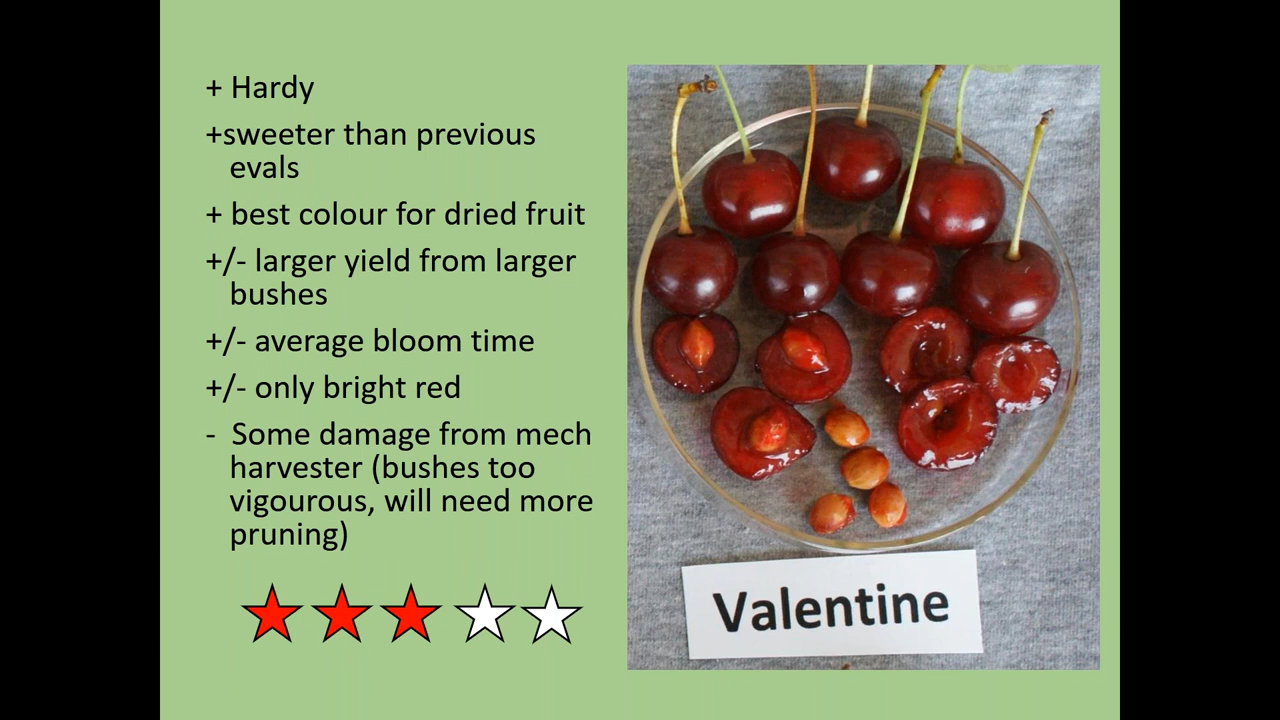 + Hardy
+sweeter than previous
evals
+ best colour for dried fruit
+/- larger yield from larger
bushes
+/- average bloom time
+/- only bright red
- Some damage from mech
harvester (bushes too
vigourous, will need more
pruning)
Valentine